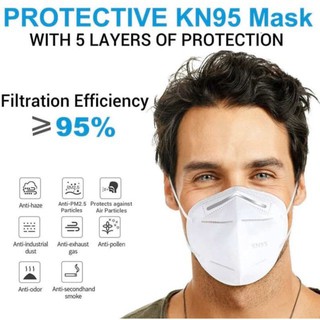 PROTECTIVE KN95 Mask
WITH 5 LAYERS OF PROTECTION
Filtration Efficiency
⩾95%
Anti-haze
Anti-PM2.5
Particles
Protects against
Air Particles
Anti-industrial
dust
Anti-exhaust
gas
Anti-pollen
Anti-odor
Anti-secondhand
smoke